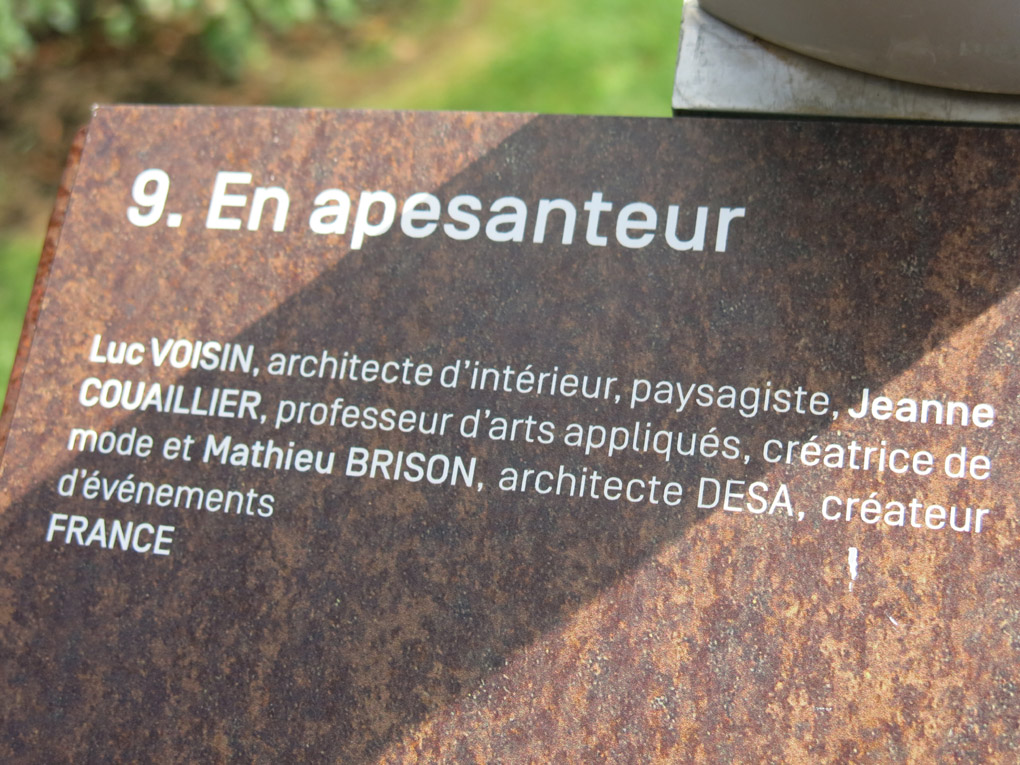 9. En apesanteur
Luc VOISIN, architecte d'intérieur, paysagiste, Jeanne
COUAILLIER, professeur d'arts appliqués, créatrice de
mode et Mathieu BRISON, architecte DESA, créateur
d'événements
FRANCE